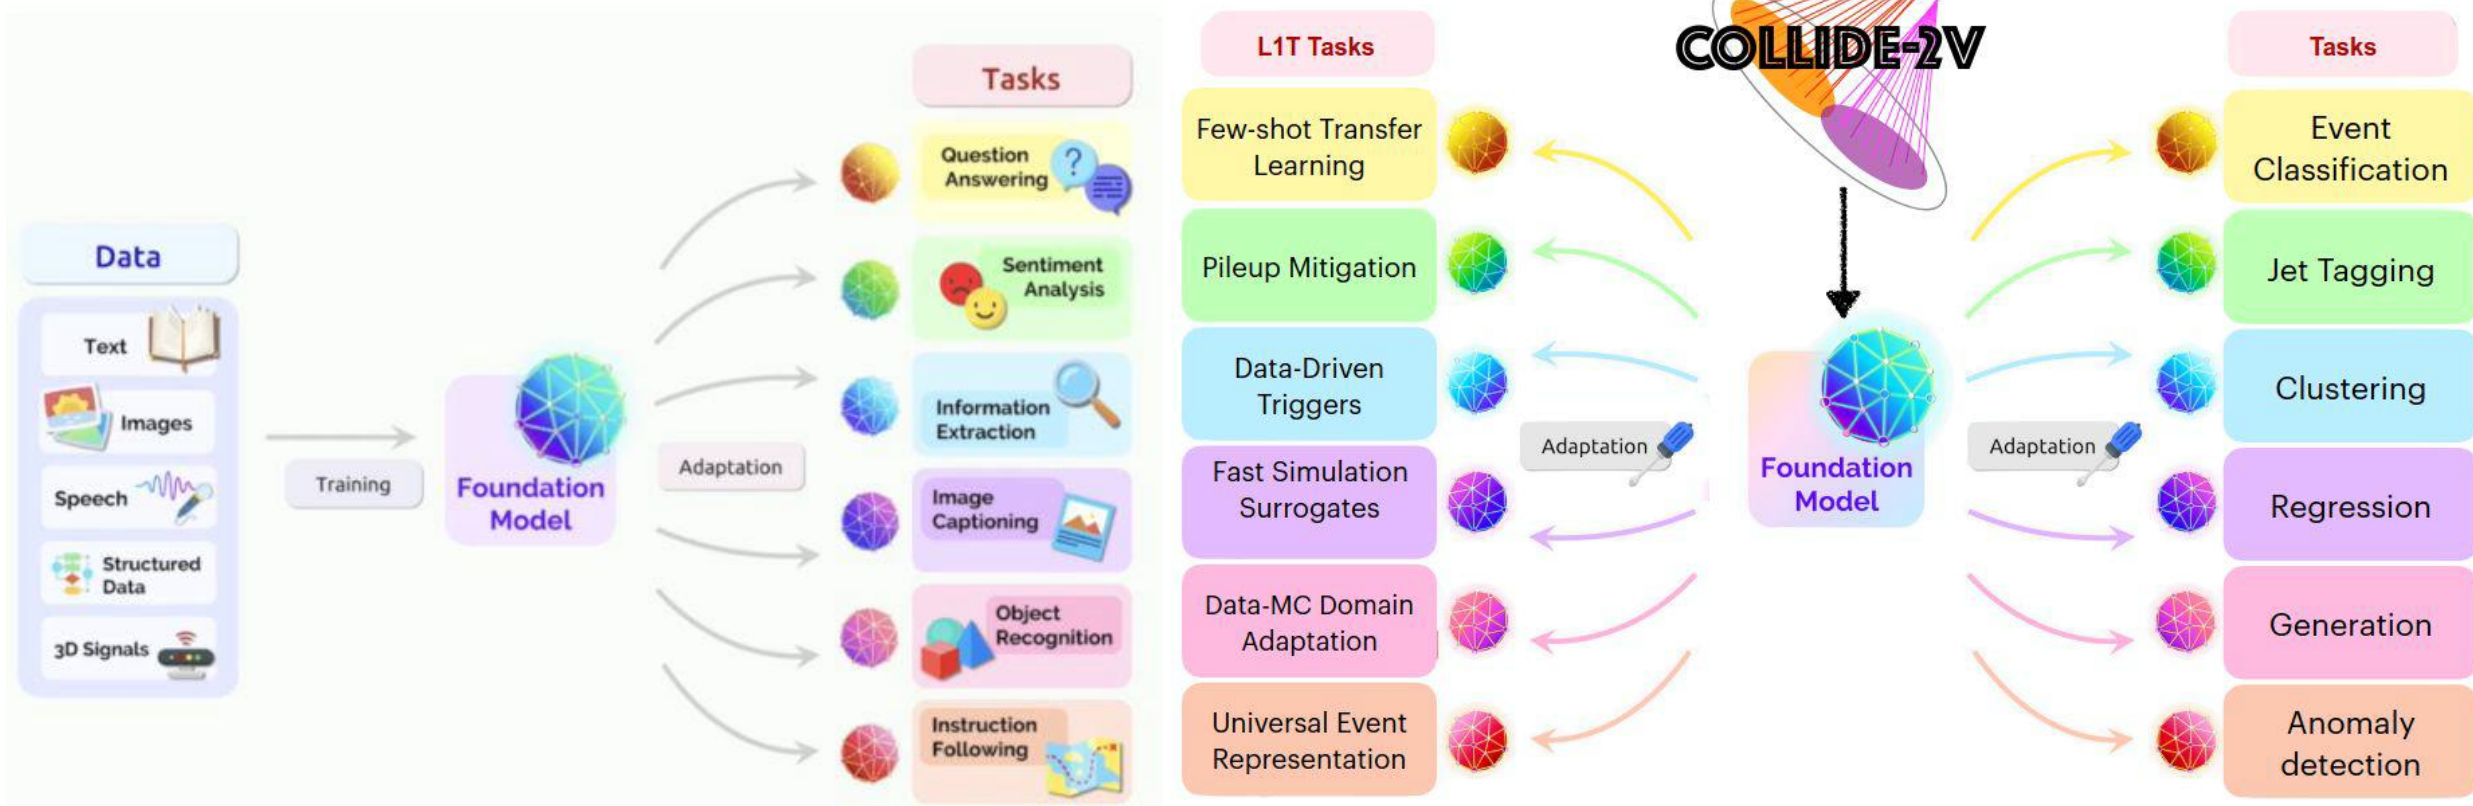 Data
Text
Images
Speech
Structured
Data
3D Signals
Training
Foundation
Model
Adaptation
Tasks
Question
Answering
?
Sentiment
Analysis
Information
Extraction
Image
Captioning
Object
Recognition
Instruction
Following
L1T Tasks
Few-shot Transfer
Learning
Pileup Mitigation
Data-Driven
Triggers
Fast Simulation
Surrogates
Data-MC Domain
Adaptation
Universal Event
Representation
COLLIDE-2V
Adaptation
Foundation
Model
Adaptation
Tasks
Event
Classification
Jet Tagging
Clustering
Regression
Generation
Anomaly
detection